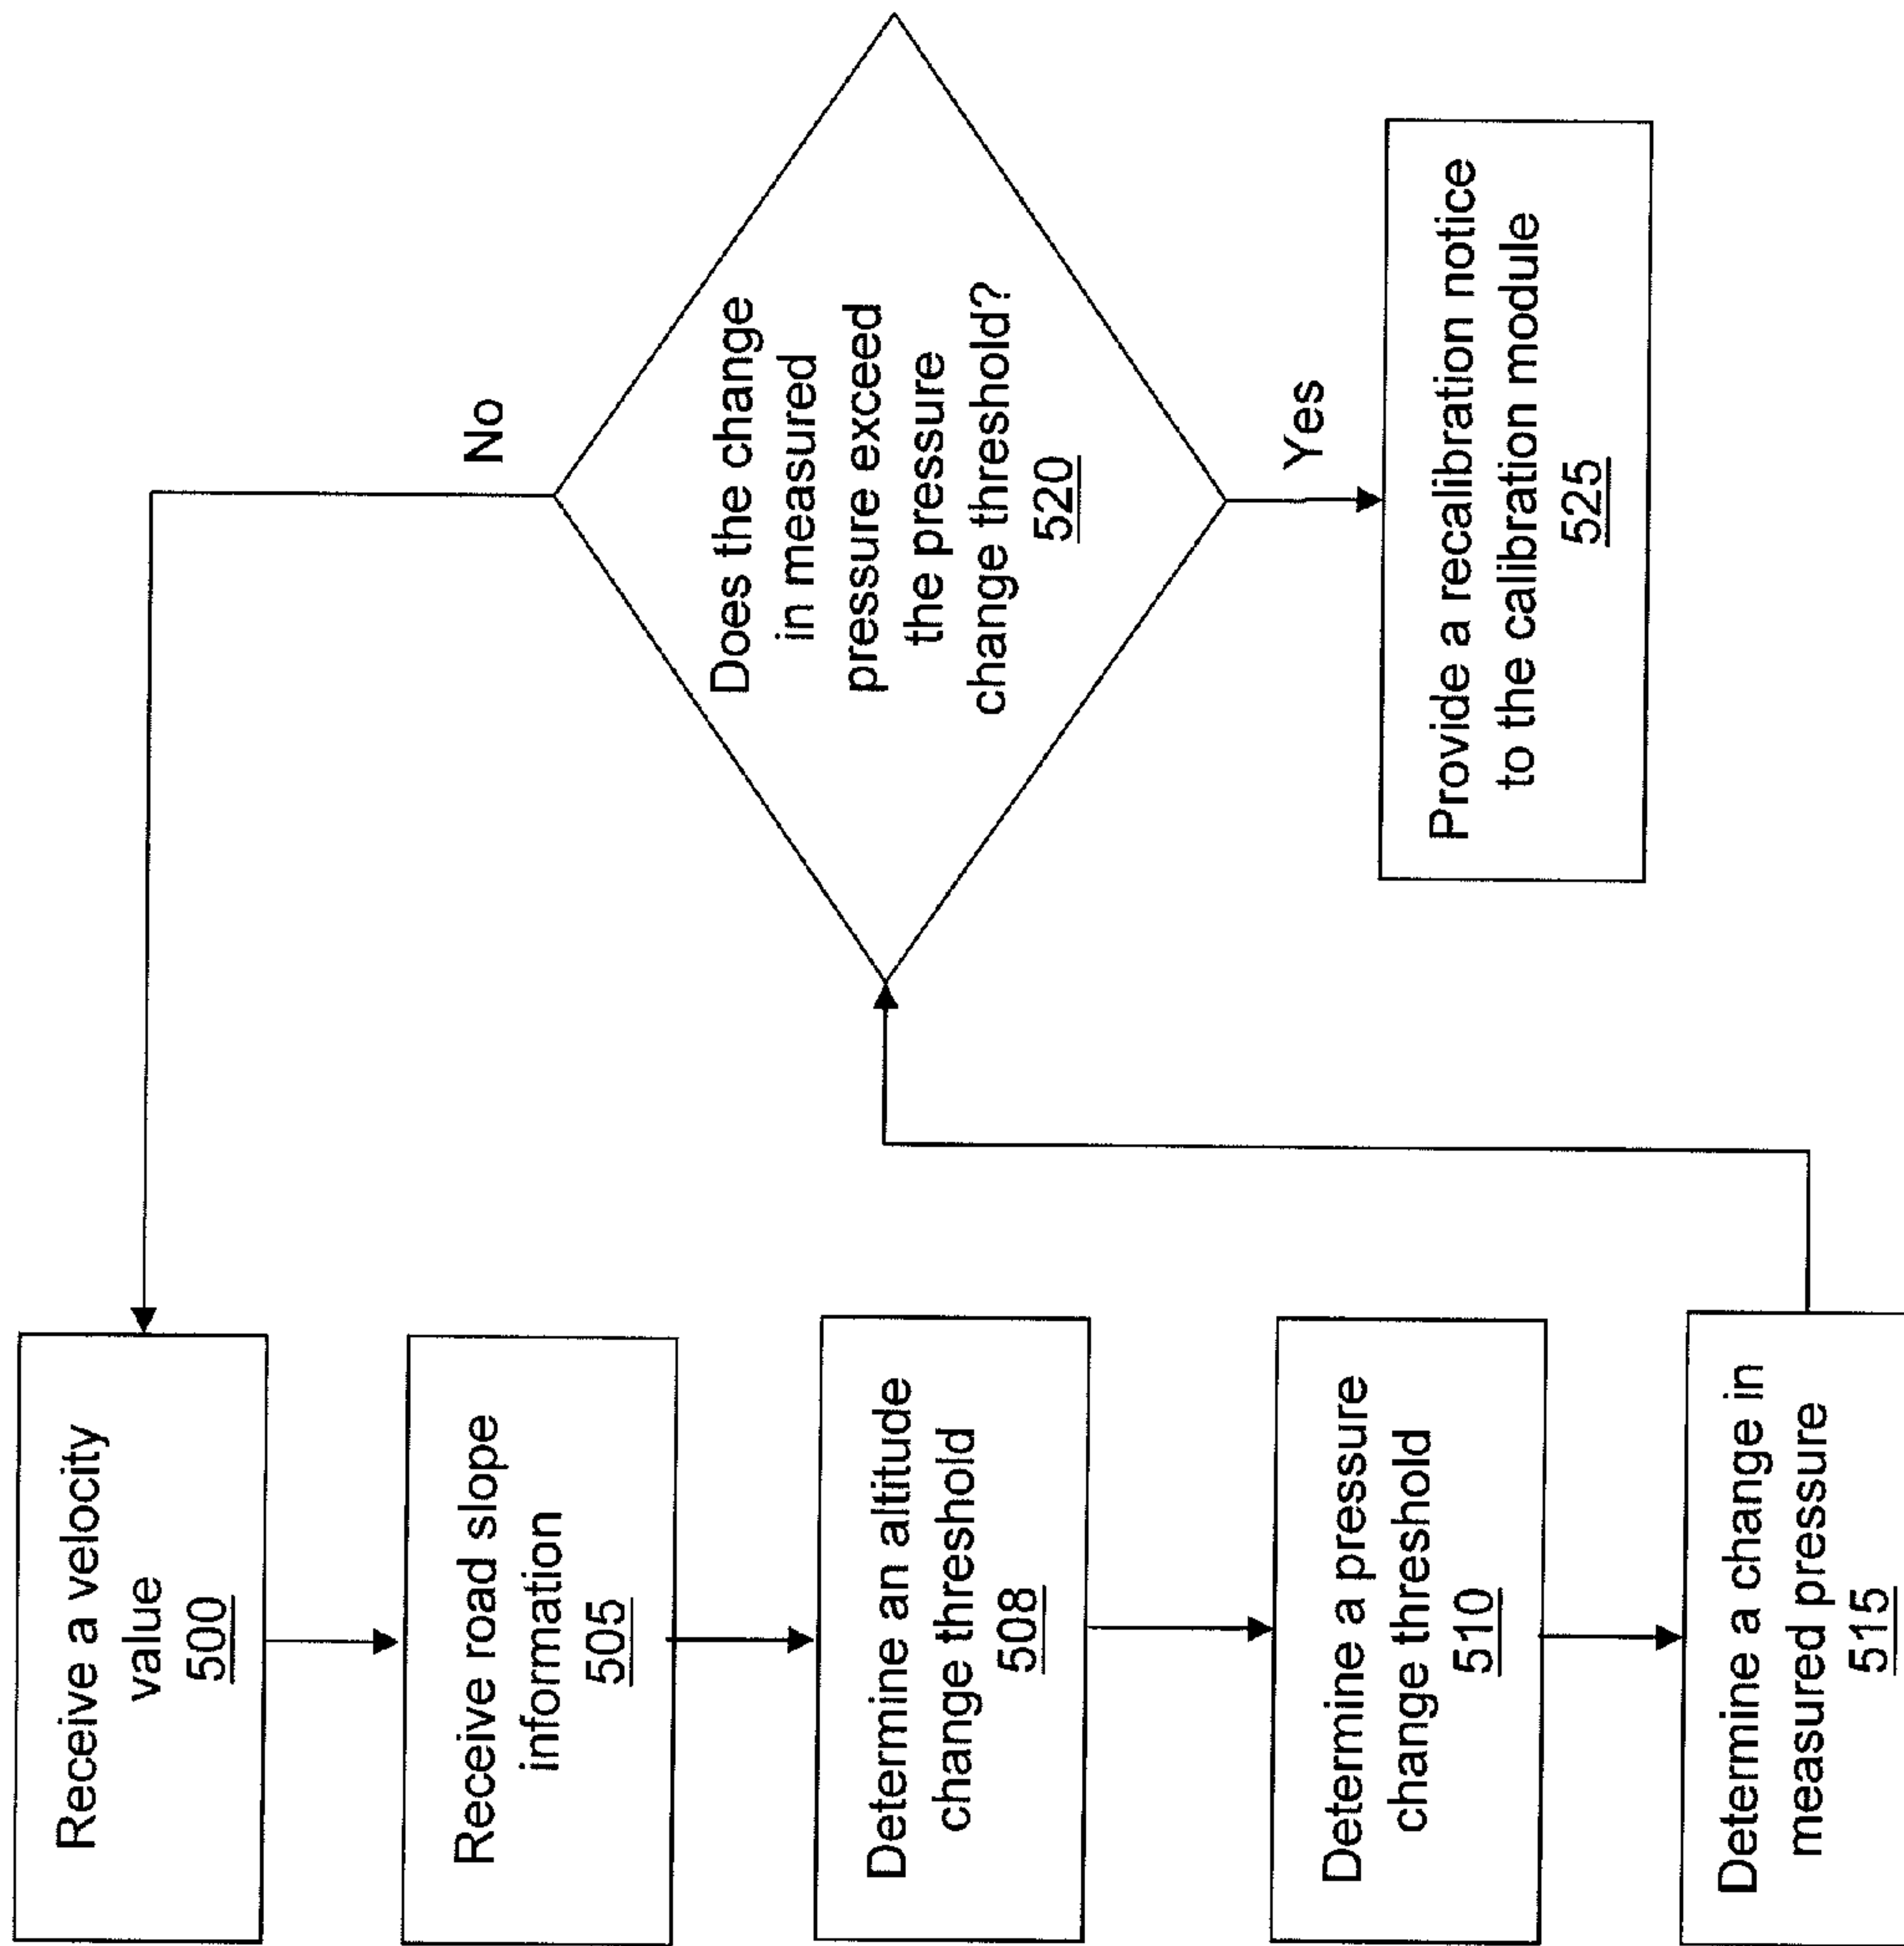 Receive a velocity
value
500
Receive road slope
information
505
Determine an altitude
change threshold
508
Determine a pressure
change threshold
510
Determine a change in
measured pressure
515
Does the change
in measured
pressure exceed
the pressure
change threshold?
520
No
Yes
Provide a recalibration notice
to the calibration module
525